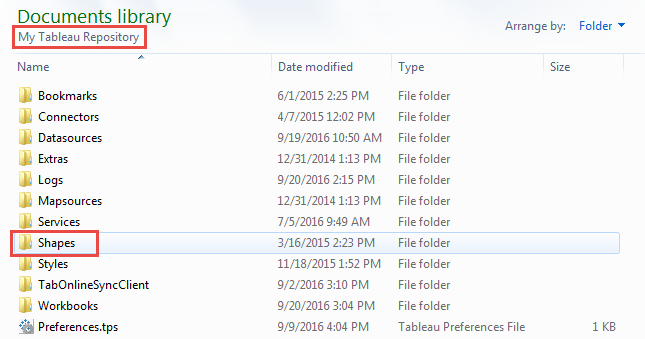 Documents library
My Tableau Repository
Arrange by: Folder
Name Date modified Type Size
Bookmarks 6/1/2015 2:25 PM File folder
Connectors 4/7/2015 12:02 PM File folder
Datasources 9/19/2016 10:50 AM File folder
Extras 12/31/2014 1:13 PM File folder
Logs 9/20/2016 2:15 PM File folder
Mapsources 12/31/2014 1:13 PM File folder
Services 7/5/2016 9:49 AM File folder
Shapes 3/16/2015 2:23 PM File folder
Styles 11/18/2015 1:52 PM File folder
TabOnlineSyncClient 9/2/2016 3:10 PM File folder
Workbooks 9/20/2016 3:04 PM File folder
Preferences.tps 9/9/2016 4:04 PM Tableau Preferences File 1 KB